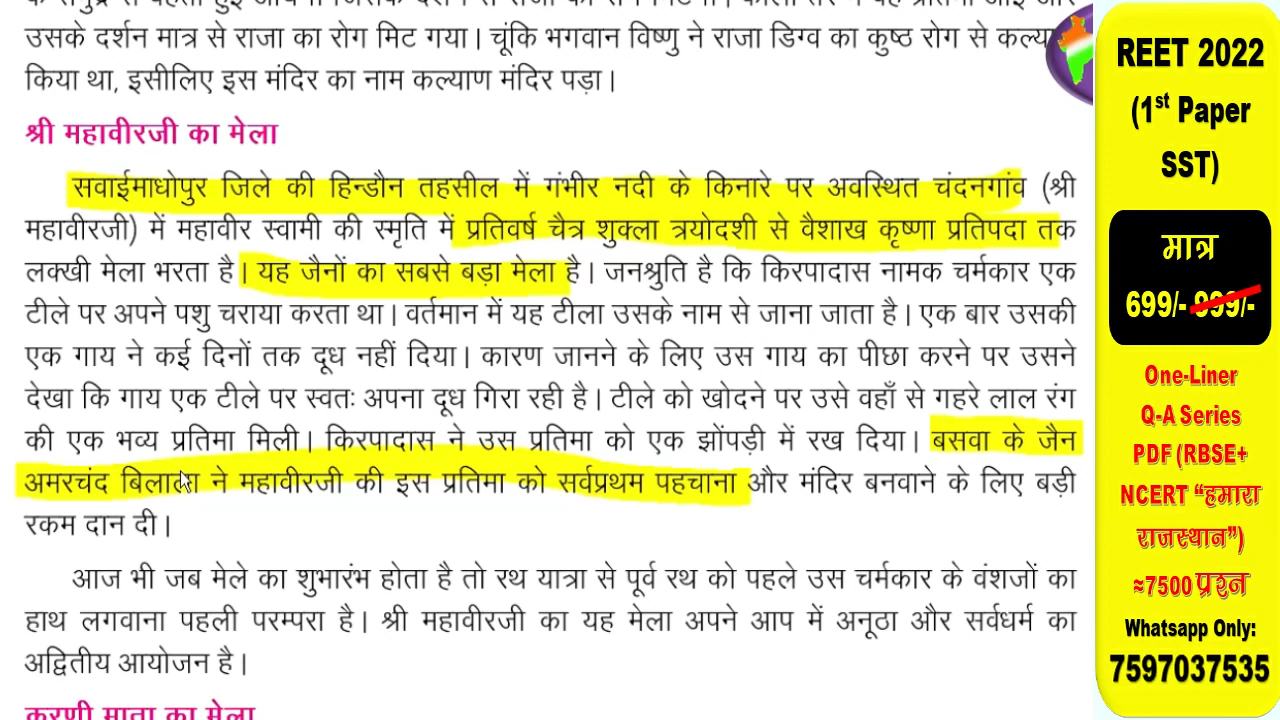 उसके दर्शन मात्र से राजा का रोग मिट गया। चूंकि भगवान विष्णु ने राजा डिग्व का कुष्ठ रोग से
किया था, इसीलिए इस मंदिर का नाम कल्याण मंदिर पड़ा।
श्री महावीरजी का मेला
सवाईमाधोपुर जिले की हिन्डौन तहसील में गंभीर नदी के किनारे पर अवस्थित चंदनगांव (श्री
महावीरजी) में महावीर स्वामी की स्मृति में प्रतिवर्ष चैत्र शुक्ला त्रयोदशी से वैशाख कृष्णा प्रतिपदा तक
लक्खी मेला भरता है। यह जैनों का सबसे बड़ा मेला है। जनश्रुति है कि किरपादास नामक चर्मकार एक
टीले पर अपने पशु चराया करता था। वर्तमान में यह टीला उसके नाम से जाना जाता है। एक बार उसकी
एक गाय ने कई दिनों तक दूध नहीं दिया। कारण जानने के लिए उस गाय का पीछा करने पर उसने
देखा कि गाय एक टीले पर स्वतः अपना दूध गिरा रही है। टीले को खोदने पर उसे वहाँ से गहरे लाल रंग
की एक भव्य प्रतिमा मिली। किरपादास ने उस प्रतिमा को एक झोंपड़ी में रख दिया। बसवा के जैन
अमरचंद बिलाला ने महावीरजी की इस प्रतिमा को सर्वप्रथम पहचाना और मंदिर बनवाने के लिए बड़ी
रकम दान दी।
आज भी जब मेले का शुभारंभ होता है तो रथ यात्रा से पूर्व रथ को पहले उस चर्मकार के वंशजों का
हाथ लगवाना पहली परम्परा है। श्री महावीरजी का यह मेला अपने आप में अनूठा और सर्वधर्म का
अद्वितीय आयोजन है।
करणी माता का मेला
REET 2022
(1st Paper
SST)
मात्र
699/- 999/-
One-Liner
Q-A Series
PDF (RBSE+
NCERT “हमारा
राजस्थान”)
≈7500 प्रश्न
Whatsapp Only:
7597037535